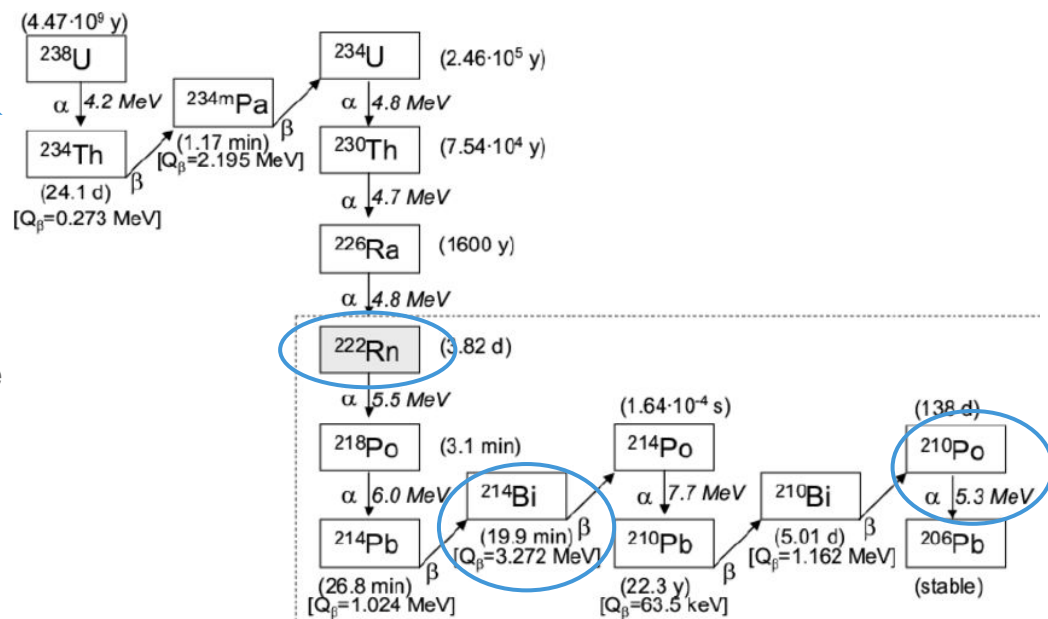 (4.47·10⁹ y)
²³⁸U
α 4.2 MeV
²³⁴Th
(24.1 d)
[Qβ=0.273 MeV]
β
²³⁴ᵐPa
(1.17 min)
[Qβ=2.195 MeV]
β
²³⁴U
(2.46·10⁵ y)
α 4.8 MeV
²³⁰Th
(7.54·10⁴ y)
α 4.7 MeV
²²⁶Ra
(1600 y)
α 4.8 MeV
²²²Rn
(3.82 d)
α 5.5 MeV
²¹⁸Po
(3.1 min)
α 6.0 MeV
²¹⁴Pb
(26.8 min)
[Qβ=1.024 MeV]
β
²¹⁴Bi
(19.9 min)
[Qβ=3.272 MeV]
β
(1.64·10⁻⁴ s)
²¹⁴Po
α 7.7 MeV
²¹⁰Pb
(22.3 y)
[Qβ=63.5 keV]
β
²¹⁰Bi
(5.01 d)
[Qβ=1.162 MeV]
β
(138 d)
²¹⁰Po
α 5.3 MeV
²⁰⁶Pb
(stable)
e